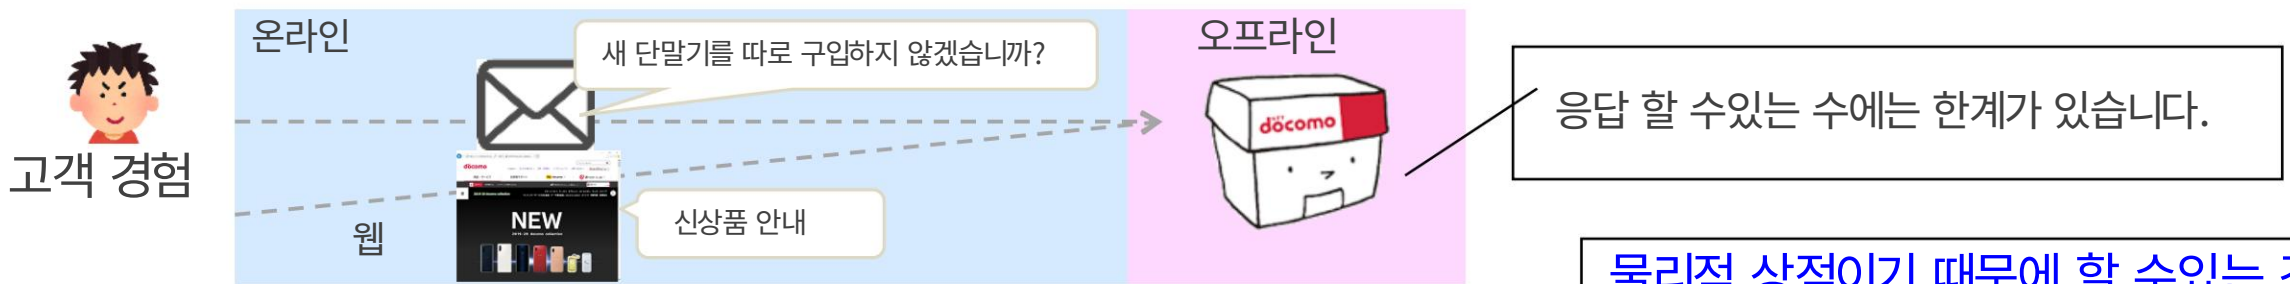 온라인
오프라인
새 단말기를 따로 구입하지 않겠습니까?
döcomo
응답 할 수있는 수에는 한계가 있습니다.
고객 경험
döcomo
NEW
신상품 안내
웹
물리적 상점이기 때문에 할 수있는